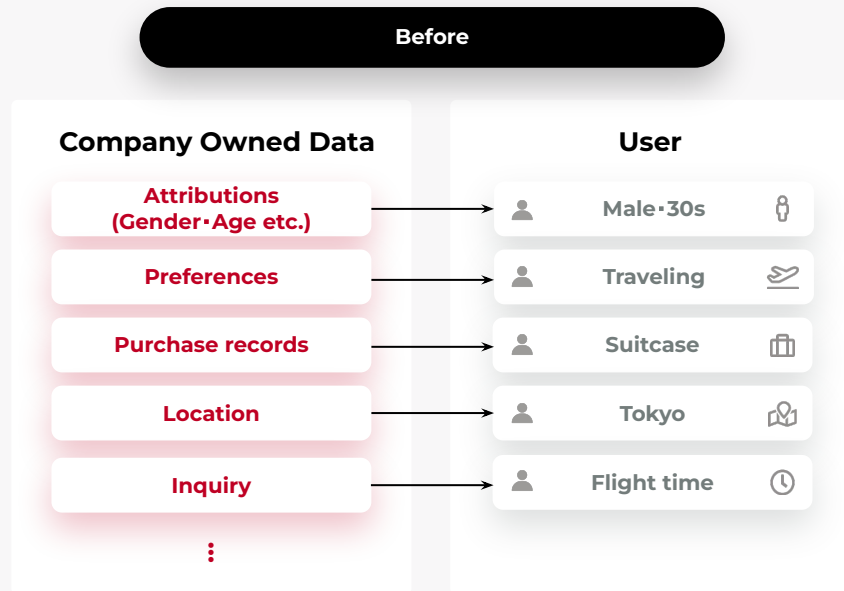 Before
Company Owned Data
User
Attributions
(Gender･Age etc.)
Male･30s
Preferences
Traveling
Purchase records
Suitcase
Location
Tokyo
Inquiry
Flight time